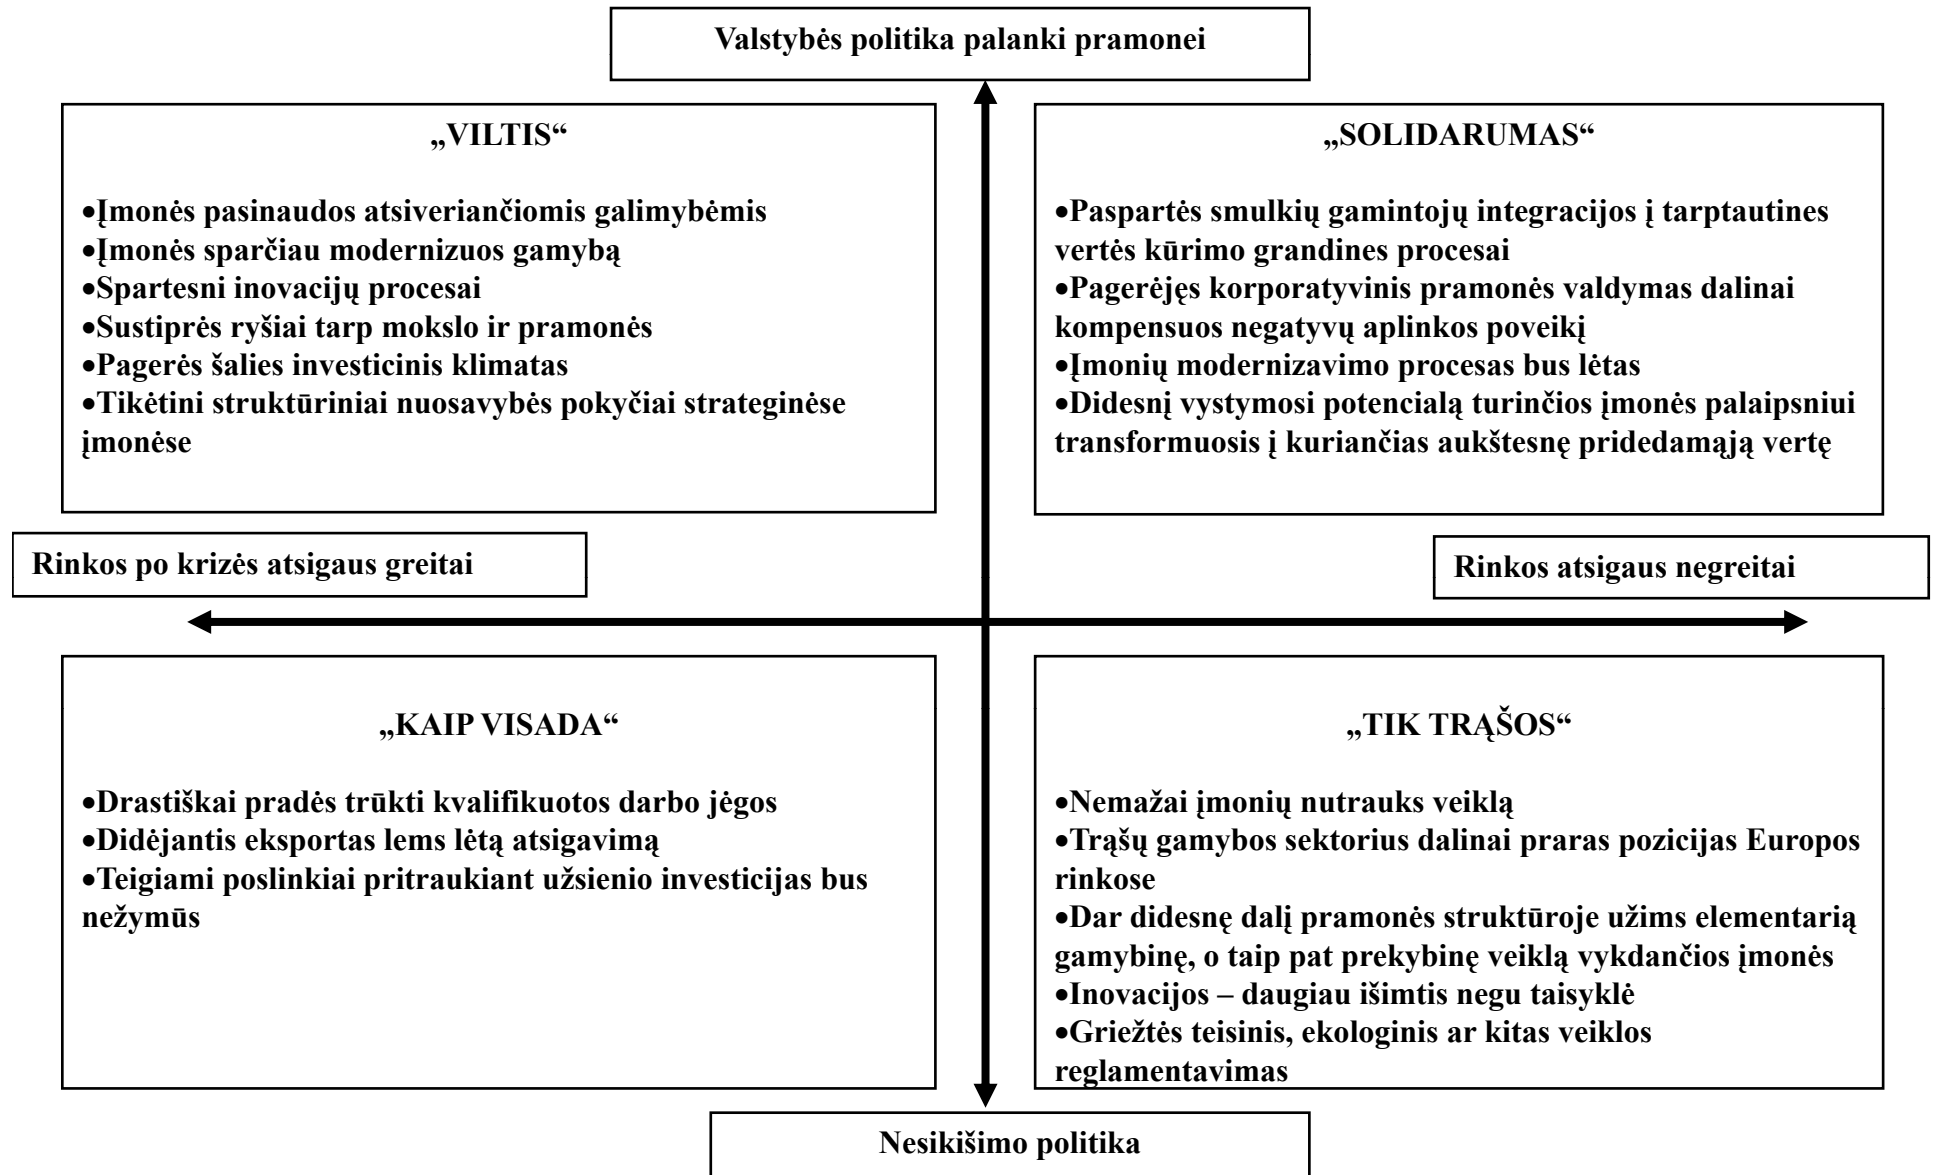 Valstybės politika palanki pramonei
„VILTIS“
•Įmonės pasinaudos atsiveriančiomis galimybėmis
•Įmonės sparčiau modernizuos gamybą
•Spartesni inovacijų procesai
•Sustiprės ryšiai tarp mokslo ir pramonės
•Pagerės šalies investicinis klimatas
•Tikėtini struktūriniai nuosavybės pokyčiai strateginėse
įmonėse
„SOLIDARUMAS“
•Paspartės smulkių gamintojų integracijos į tarptautines
vertės kūrimo grandines procesai
•Pagerėjęs korporatyvinis pramonės valdymas dalinai
kompensuos negatyvų aplinkos poveikį
•Įmonių modernizavimo procesas bus lėtas
•Didesnį vystymosi potencialą turinčios įmonės palaipsniui
transformuosis į kuriančias aukštesnę pridedamąją vertę
Rinkos po krizės atsigaus greitai
Rinkos atsigaus negreitai
„KAIP VISADA“
•Drastiškai pradės trūkti kvalifikuotos darbo jėgos
•Didėjantis eksportas lems lėtą atsigavimą
•Teigiami poslinkiai pritraukiant užsienio investicijas bus
nežymūs
„TIK TRĄŠOS“
•Nemažai įmonių nutrauks veiklą
•Trąšų gamybos sektorius dalinai praras pozicijas Europos
rinkose
•Dar didesnę dalį pramonės struktūroje užims elementarią
gamybinę, o taip pat prekybinę veiklą vykdančios įmonės
•Inovacijos – daugiau išimtis negu taisyklė
•Griežtės teisinis, ekologinis ar kitas veiklos
reglamentavimas
Nesikišimo politika